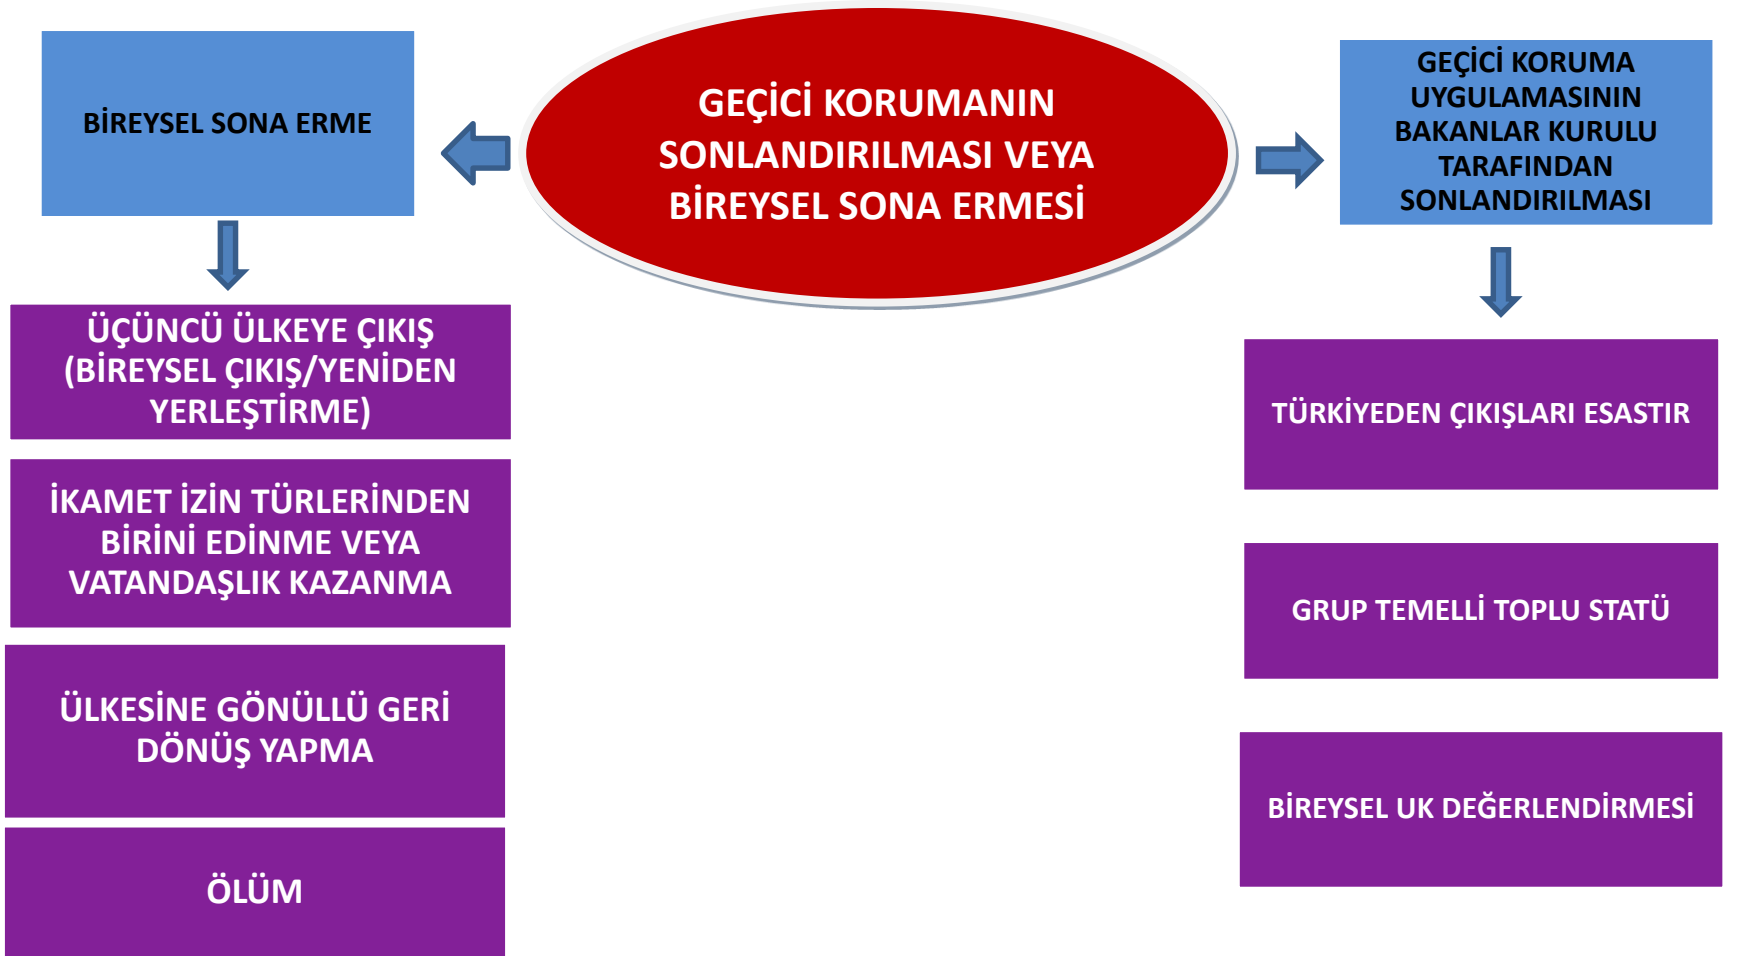 GEÇİCİ KORUMANIN
SONLANDIRILMASI VEYA
BİREYSEL SONA ERMESİ
BİREYSEL SONA ERME
ÜÇÜNCÜ ÜLKEYE ÇIKIŞ
(BİREYSEL ÇIKIŞ/YENİDEN
YERLEŞTİRME)
İKAMET İZİN TÜRLERİNDEN
BİRİNİ EDİNME VEYA
VATANDAŞLIK KAZANMA
ÜLKESİNE GÖNÜLLÜ GERİ
DÖNÜŞ YAPMA
ÖLÜM
GEÇİCİ KORUMA
UYGULAMASININ
BAKANLAR KURULU
TARAFINDAN
SONLANDIRILMASI
TÜRKİYEDEN ÇIKIŞLARI ESASTIR
GRUP TEMELLİ TOPLU STATÜ
BİREYSEL UK DEĞERLENDİRMESİ